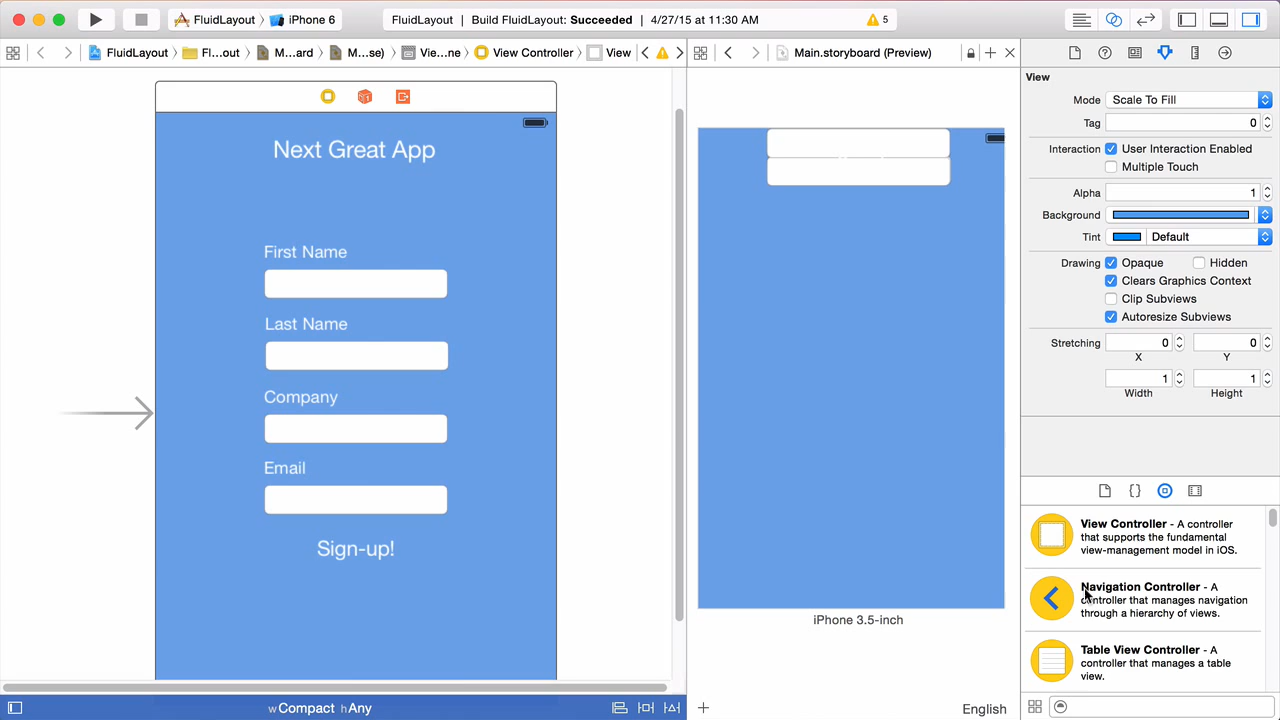 FluidLayout iPhone 6
FluidLayout | Build FluidLayout: Succeeded | 4/27/15 at 11:30 AM
5
FluidLayout Fl...out M...ard M...se) Vie...ne View Controller View
Main.storyboard (Preview)
Next Great App
First Name
Last Name
Company
Email
Sign-up!
wCompact hAny
iPhone 3.5-inch
English
View
Mode Scale To Fill
Tag 0
Interaction User Interaction Enabled
Multiple Touch
Alpha 1
Background
Tint Default
Drawing Opaque Hidden
Clears Graphics Context
Clip Subviews
Autoresize Subviews
Stretching 0 0
X Y
1 1
Width Height
View Controller - A controller
that supports the fundamental
view-management model in iOS.
Navigation Controller - A
controller that manages navigation
through a hierarchy of views.
Table View Controller - A
controller that manages a table
view.